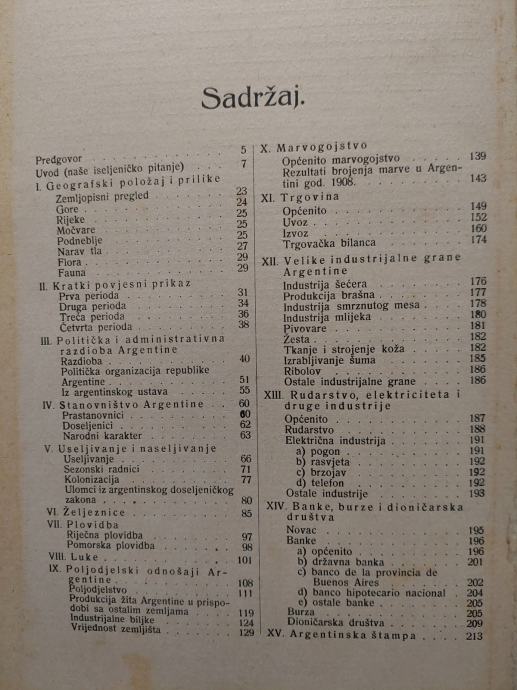 Sadržaj.
Predgovor . . . . . . . . . . . 5
Uvod (naše iseljeničko pitanje) . . . . 7
I. Geografski položaj i prilike
Zemljopisni pregled . . . . . . 23
Gore . . . . . . . . . . . 24
Rijeke . . . . . . . . . . . 25
Močvare . . . . . . . . . . 25
Podneblje . . . . . . . . . . 25
Narav tla . . . . . . . . . . 27
Flora . . . . . . . . . . . 29
Fauna . . . . . . . . . . . 29
II. Kratki povjesni prikaz
Prva perioda . . . . . . . . . 31
Druga perioda . . . . . . . . 34
Treća perioda . . . . . . . . 36
Četvrta perioda . . . . . . . . 38
III. Politička i administrativna
razdioba Argentine
Razdioba . . . . . . . . . . 40
Politička organizacija republike
Argentine . . . . . . . . . . 51
Iz argentinskog ustava . . . . . 55
IV. Stanovništvo Argentine . . . 60
Prastanovnici . . . . . . . . . 60
Doseljenici . . . . . . . . . . 62
Narodni karakter . . . . . . . 63
V. Useljivanje i naseljivanje
Useljivanje . . . . . . . . . . 66
Sezonski radnici . . . . . . . 71
Kolonizacija . . . . . . . . . 77
Ulomci iz argentinskog doseljeničkog
zakona . . . . . . . . . . . 80
VI. Željeznice . . . . . . . . . 85
VII. Plovidba
Riječna plovidba . . . . . . . 97
Pomorska plovidba . . . . . . 98
VIII. Luke . . . . . . . . . . . 101
IX. Poljodjelski odnošaji Ar-
gentine . . . . . . . . . . 108
Poljodjelstvo . . . . . . . . . 111
Produkcija žita Argentine u prispo-
dobi sa ostalim zemljama . . . . 119
Industrijalne biljke . . . . . . 124
Vrijednost zemljišta . . . . . . 129
X. Marvogojstvo
Općenito marvogojstvo . . . . . 139
Rezultati brojenja marve u Argen-
tini god. 1908. . . . . . . . . 143
XI. Trgovina
Općenito . . . . . . . . . . 149
Uvoz . . . . . . . . . . . 152
Izvoz . . . . . . . . . . . 160
Trgovačka bilanca . . . . . . . 174
XII. Velike industrijalne grane
Argentine
Industrija šećera . . . . . . . 176
Produkcija brašna . . . . . . . 177
Industrija smrznutog mesa . . . . 178
Industrija mlijeka . . . . . . . 180
Pivovare . . . . . . . . . . 181
Žesta . . . . . . . . . . . 182
Tkanje i strojenje koža . . . . . 182
Izrabljivanje šuma . . . . . . . 185
Ribolov . . . . . . . . . . 186
Ostale industrijalne grane . . . . 186
XIII. Rudarstvo, elektriciteta i
druge industrije
Općenito . . . . . . . . . . 187
Rudarstvo . . . . . . . . . . 188
Električna industrija . . . . . . 191
a) pogon . . . . . . . . . . 191
b) rasvjeta . . . . . . . . . 192
c) brzojav . . . . . . . . . 192
d) telefon . . . . . . . . . 192
Ostale industrije . . . . . . . 193
XIV. Banke, burze i dioničarska
društva
Novac . . . . . . . . . . . 195
Banke . . . . . . . . . . . 196
a) općenito . . . . . . . . . 196
b) državna banka . . . . . . . 201
c) banco de la provincia de
Buenos Aires . . . . . . . . 202
d) banco hipotecario nacional . . 204
e) ostale banke . . . . . . . 205
Burza . . . . . . . . . . . 205
Dioničarska društva . . . . . . 209
XV. Argentinska štampa . . . . 213